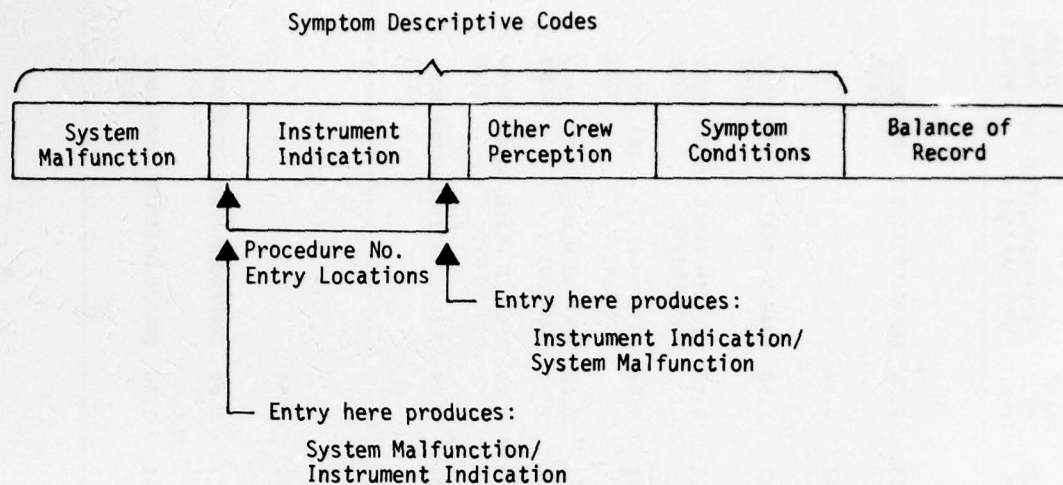 Symptom Descriptive Codes
System
Malfunction
Instrument
Indication
Other Crew
Perception
Symptom
Conditions
Balance of
Record
Procedure No.
Entry Locations
Entry here produces:
Instrument Indication/
System Malfunction
Entry here produces:
System Malfunction/
Instrument Indication